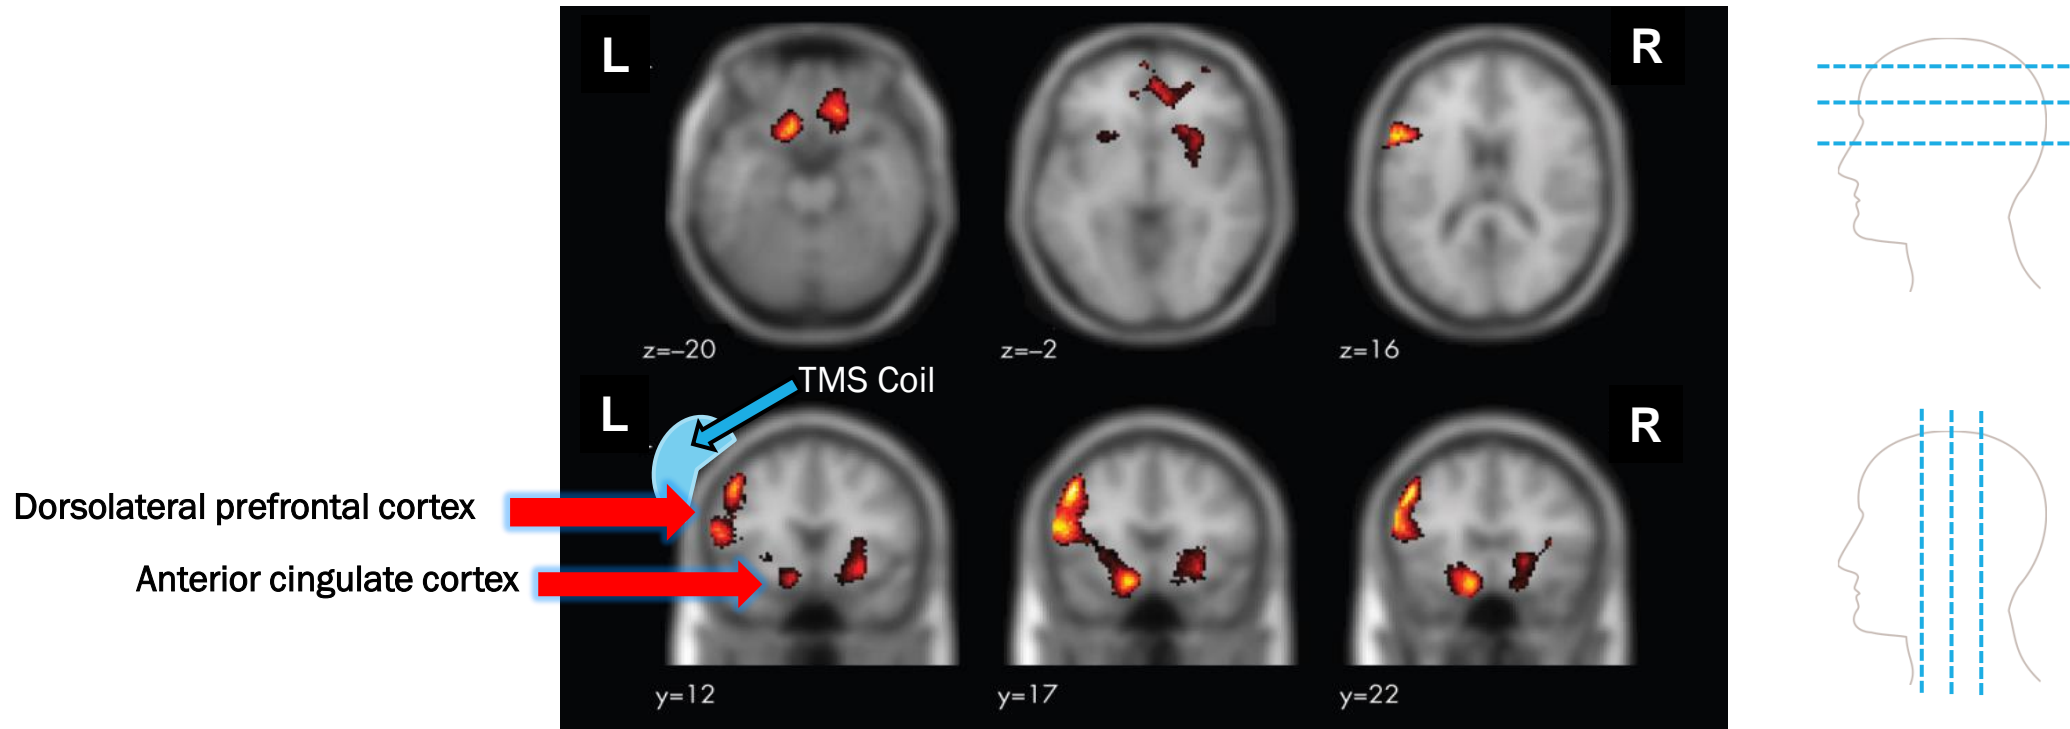 L
R
z=–20
z=–2
z=16
TMS Coil
L
R
Dorsolateral prefrontal cortex
Anterior cingulate cortex
y=12
y=17
y=22